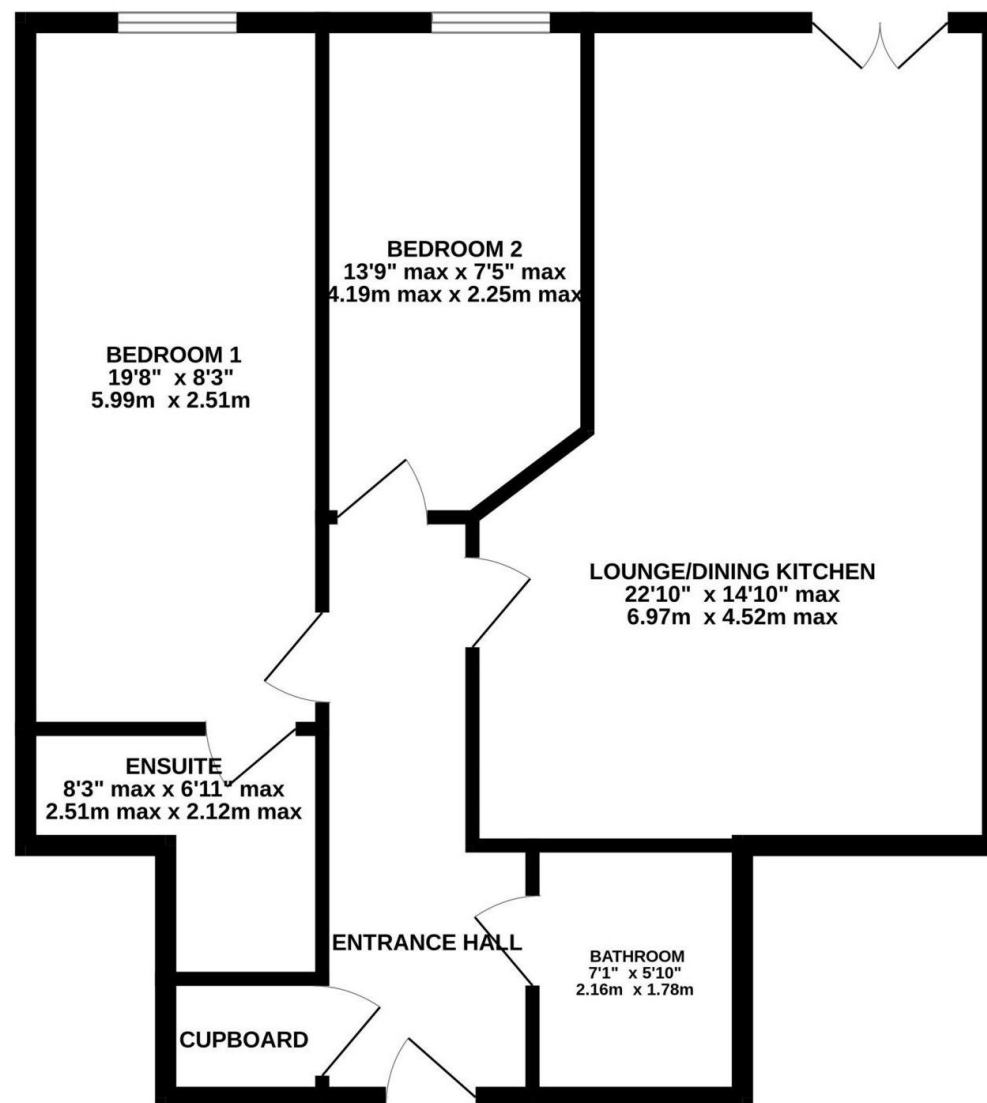 BEDROOM 2
13'9" max x 7'5" max
4.19m max x 2.25m max
BEDROOM 1
19'8" x 8'3"
5.99m x 2.51m
LOUNGE/DINING KITCHEN
22'10" x 14'10" max
6.97m x 4.52m max
ENSUITE
8'3" max x 6'11" max
2.51m max x 2.12m max
ENTRANCE HALL
BATHROOM
7'1" x 5'10"
2.16m x 1.78m
CUPBOARD